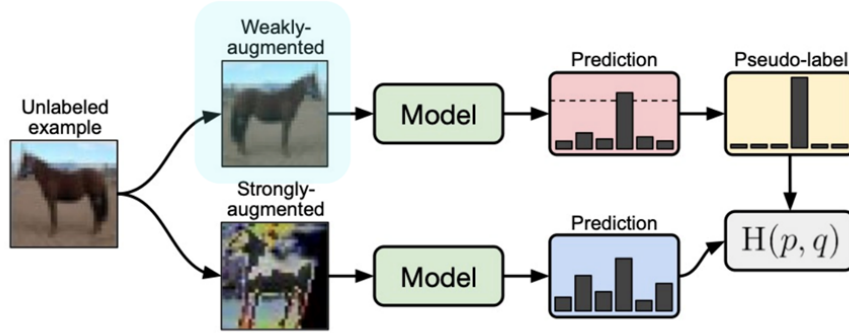 Weakly-
augmented
Prediction
Pseudo-label
Unlabeled
example
Model
Strongly-
augmented
Prediction
Model
H(p, q)